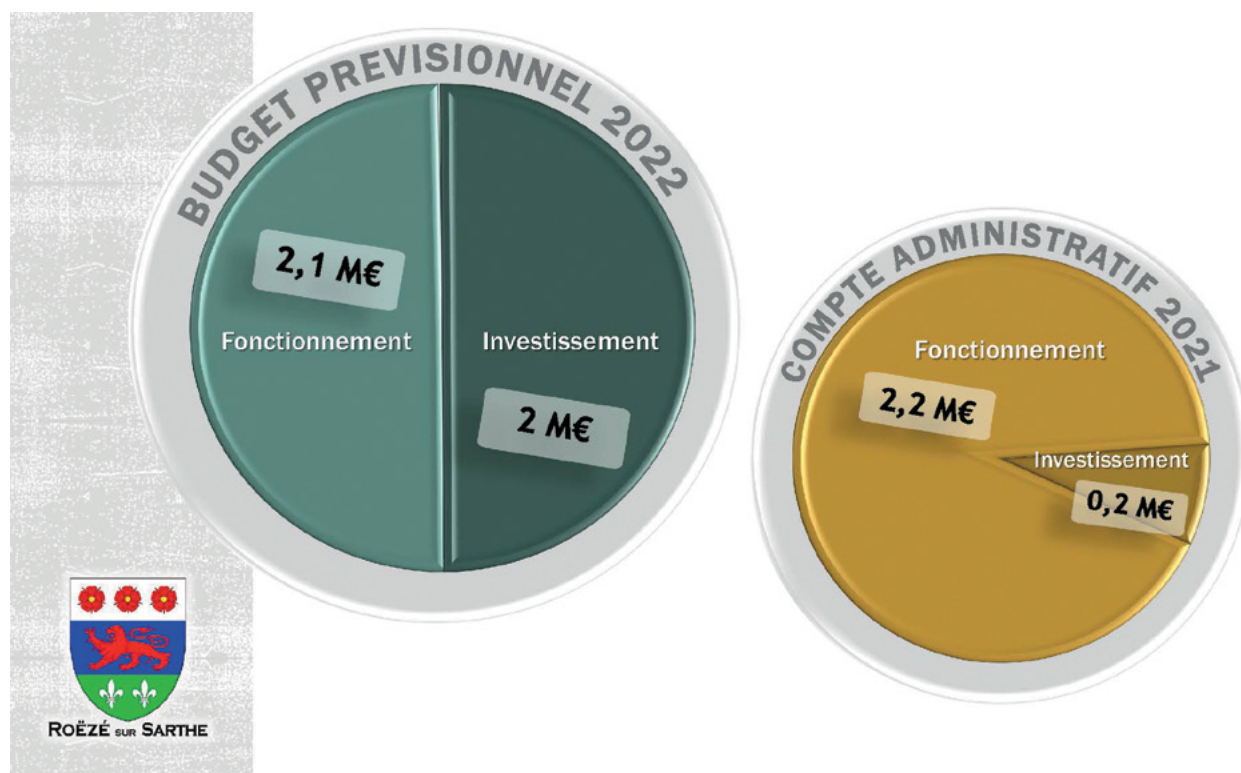 BUDGET PREVISIONNEL 2022
2,1 M€
Fonctionnement
Investissement
2 M€
COMPTE ADMINISTRATIF 2021
Fonctionnement
2,2 M€
Investissement
0,2 M€
ROËZÉ SUR SARTHE